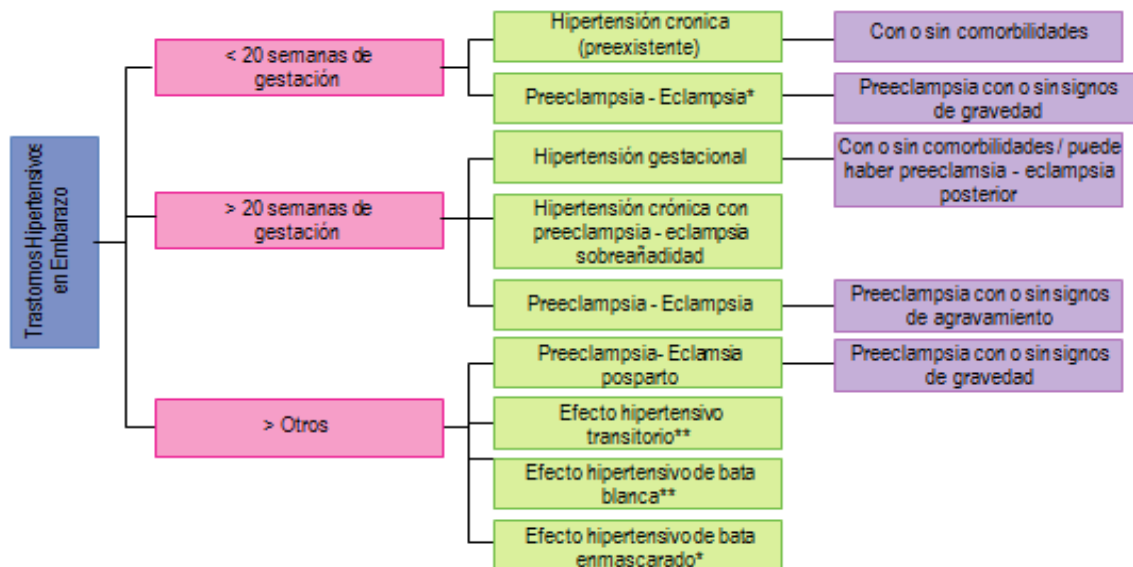 Trastornos Hipertensivos
en Embarazo
< 20 semanas de
gestación
Hipertensión cronica
(preexistente)
Con o sin comorbilidades
Preeclampsia - Eclampsia*
Preeclampsia con o sin signos
de gravedad
> 20 semanas de
gestación
Hipertensión gestacional
Con o sin comorbilidades / puede
haber preeclamsia - eclampsia
posterior
Hipertensión crónica con
preeclampsia - eclampsia
sobreañadidad
Preeclampsia - Eclampsia
Preeclampsia con o sin signos
de agravamiento
> Otros
Preeclampsia- Eclamsia
posparto
Preeclampsia con o sin signos
de gravedad
Efecto hipertensivo
transitorio**
Efecto hipertensivo de bata
blanca**
Efecto hipertensivo de bata
enmascarado*